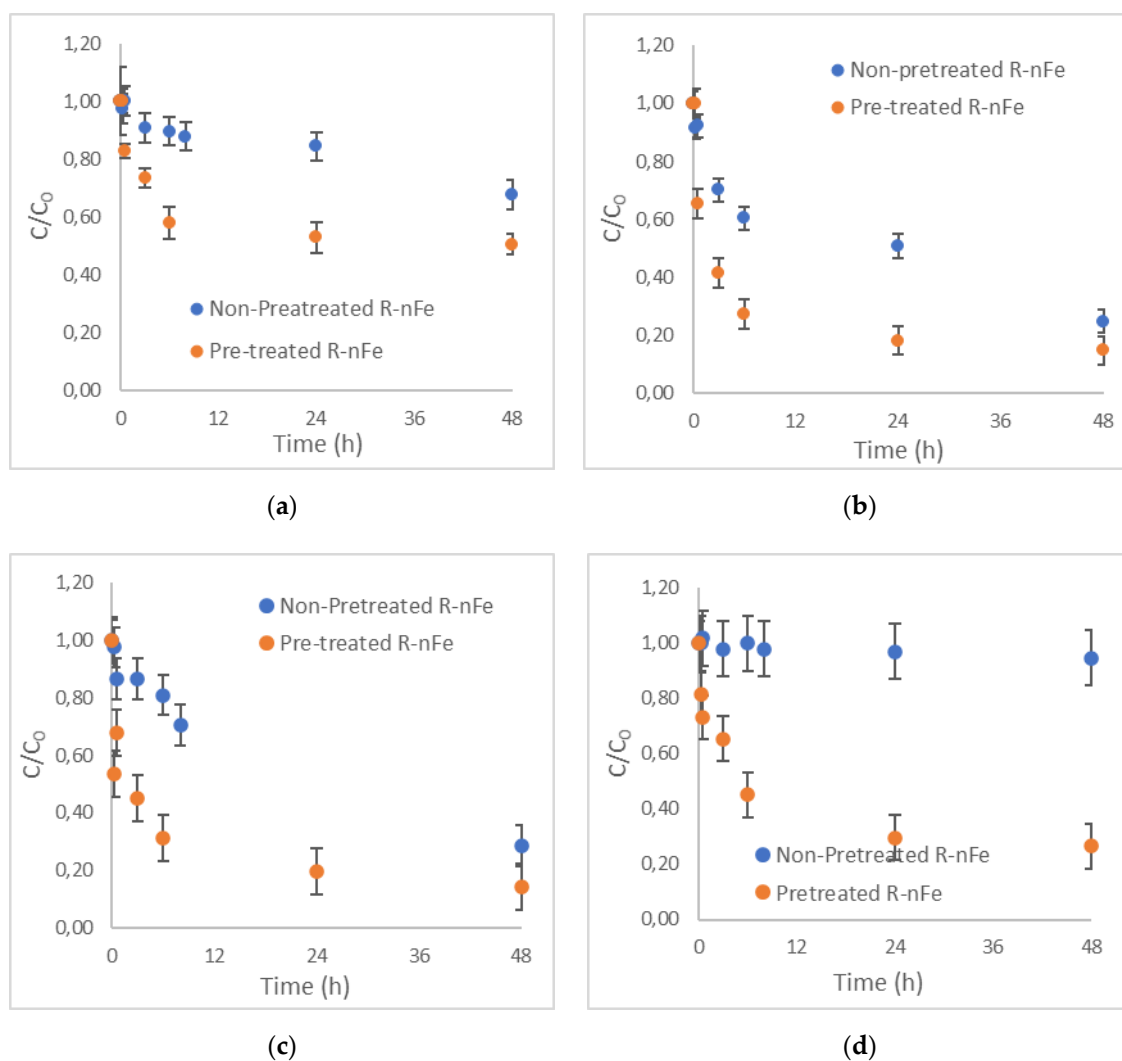 1,20
1,00
0,80
0,60
0,40
0,20
0,00
C/C₀
Non-Preatreated R-nFe
Pre-treated R-nFe
0 12 24 36 48
Time (h)
(a)
1,20
1,00
0,80
0,60
0,40
0,20
0,00
C/C₀
Non-pretreated R-nFe
Pre-treated R-nFe
0 12 24 36 48
Time (h)
(b)
1,20
1,00
0,80
0,60
0,40
0,20
0,00
C/C₀
Non-Pretreated R-nFe
Pre-treated R-nFe
0 12 24 36 48
Time (h)
(c)
1,20
1,00
0,80
0,60
0,40
0,20
0,00
C/C₀
Non-Pretreated R-nFe
Pretreated R-nFe
0 12 24 36 48
Time (h)
(d)